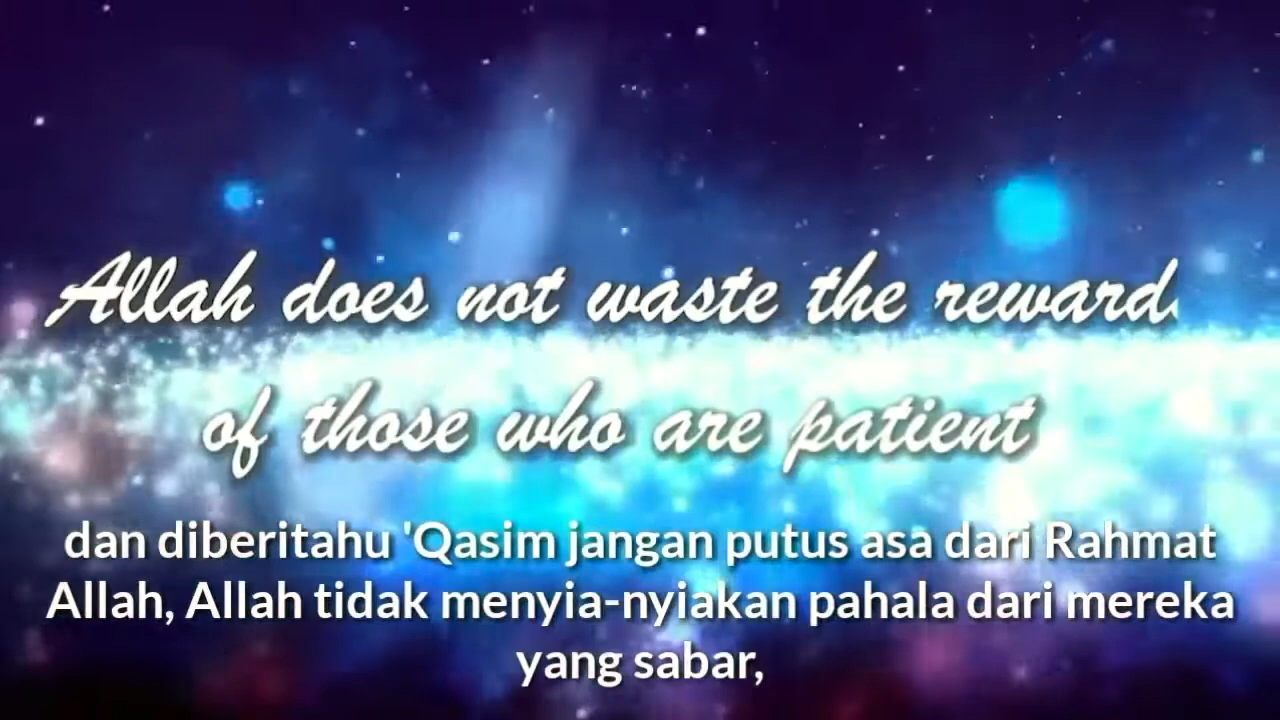 Allah does not waste the reward
of those who are patient
dan diberitahu 'Qasim jangan putus asa dari Rahmat
Allah, Allah tidak menyia-nyiakan pahala dari mereka
yang sabar,